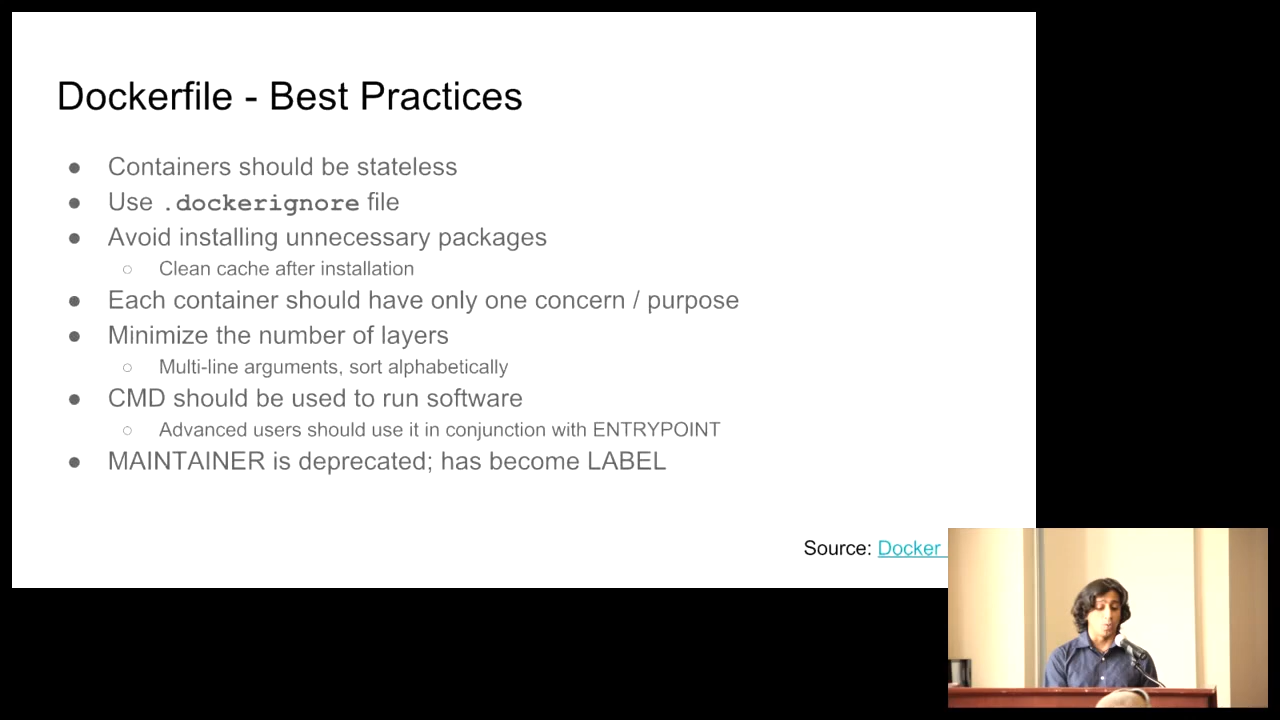 Dockerfile - Best Practices
● Containers should be stateless
● Use .dockerignore file
● Avoid installing unnecessary packages
○ Clean cache after installation
● Each container should have only one concern / purpose
● Minimize the number of layers
○ Multi-line arguments, sort alphabetically
● CMD should be used to run software
○ Advanced users should use it in conjunction with ENTRYPOINT
● MAINTAINER is deprecated; has become LABEL
Source: Docker